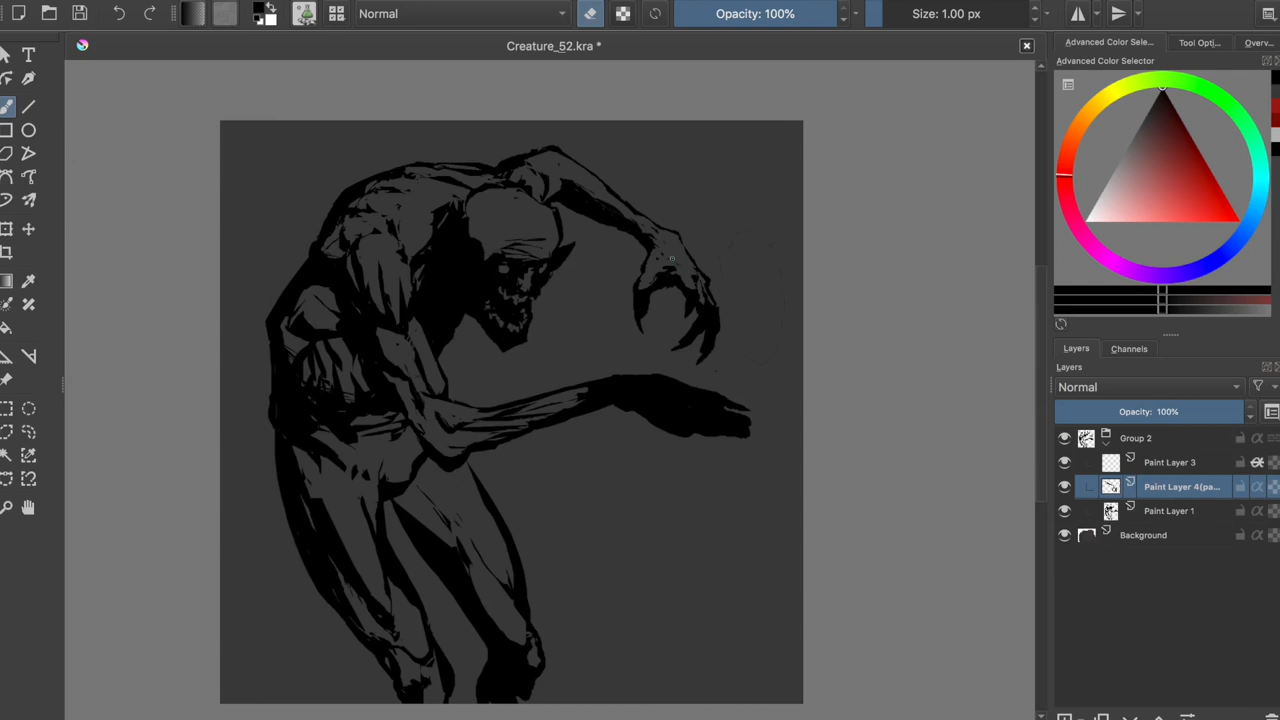 Normal
Opacity: 100%
Size: 1.00 px
Creature_52.kra *
Advanced Color Sele...
Tool Opti...
Overv...
Advanced Color Selector
Layers
Channels
Layers
Normal
Opacity: 100%
Group 2
Paint Layer 3
Paint Layer 4(pa...
Paint Layer 1
Background